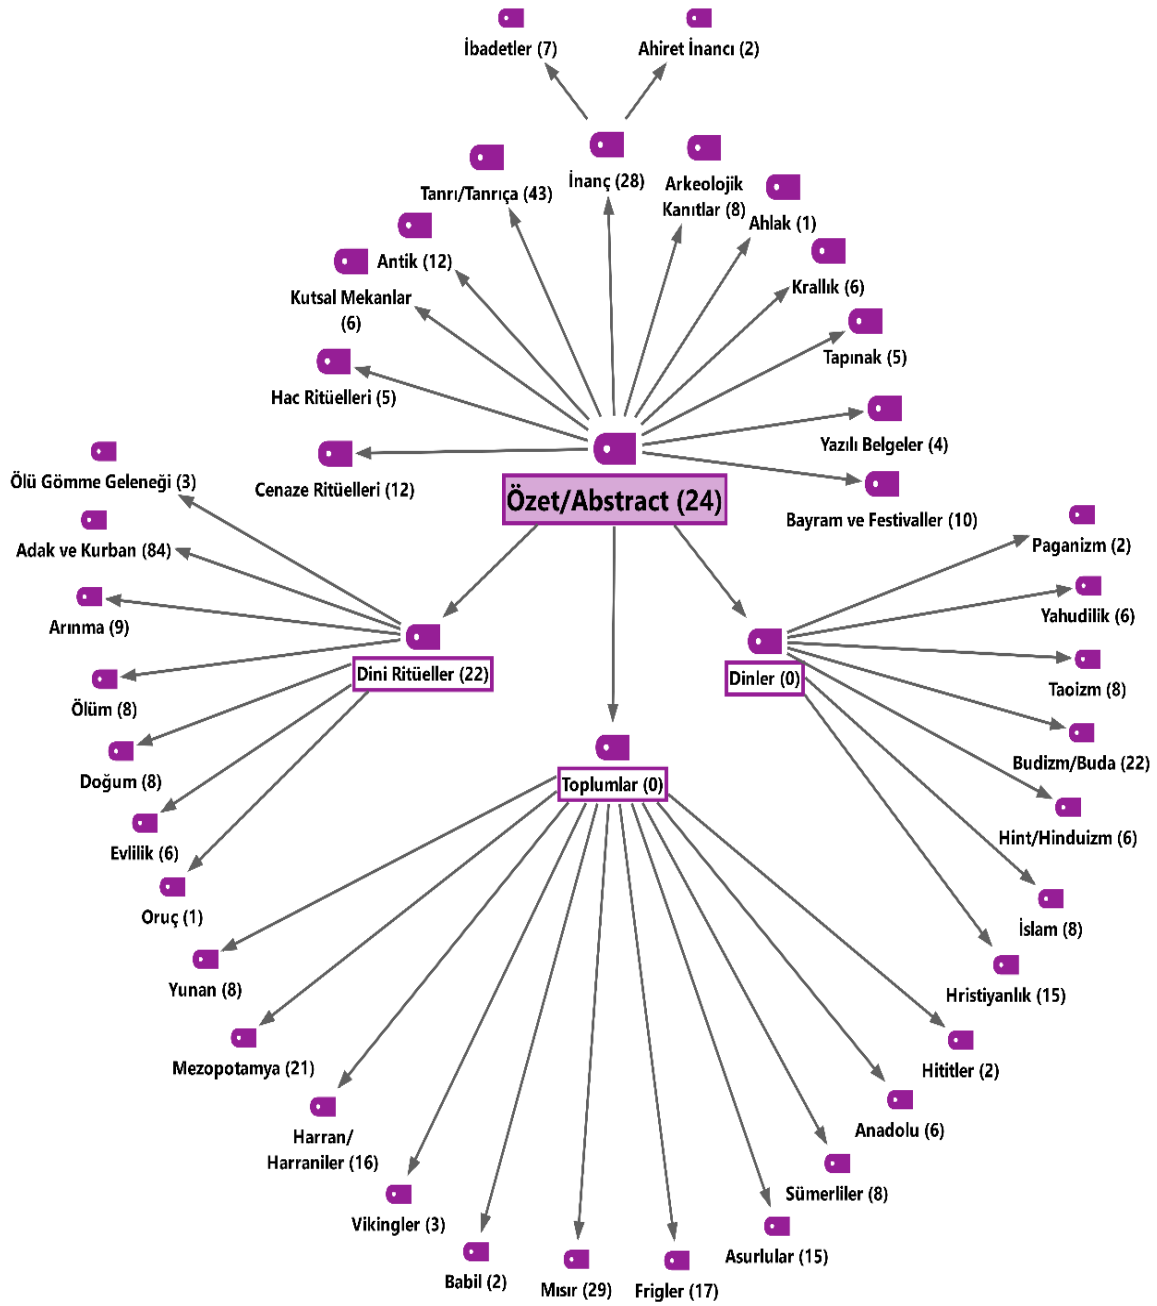 İbadetler (7)
Ahiret İnancı (2)
Tanrı/Tanrıça (43)
İnanç (28)
Arkeolojik
Kanıtlar (8)
Ahlak (1)
Antik (12)
Krallık (6)
Kutsal Mekanlar
(6)
Tapınak (5)
Hac Ritüelleri (5)
Yazılı Belgeler (4)
Cenaze Ritüelleri (12)
Özet/Abstract (24)
Bayram ve Festivaller (10)
Ölü Gömme Geleneği (3)
Adak ve Kurban (84)
Arınma (9)
Ölüm (8)
Doğum (8)
Evlilik (6)
Oruç (1)
Dini Ritüeller (22)
Dinler (0)
Paganizm (2)
Yahudilik (6)
Taoizm (8)
Budizm/Buda (22)
Hint/Hinduizm (6)
İslam (8)
Hristiyanlık (15)
Toplumlar (0)
Yunan (8)
Mezopotamya (21)
Harran/
Harraniler (16)
Vikingler (3)
Babil (2)
Mısır (29)
Frigler (17)
Asurlular (15)
Sümerliler (8)
Anadolu (6)
Hititler (2)